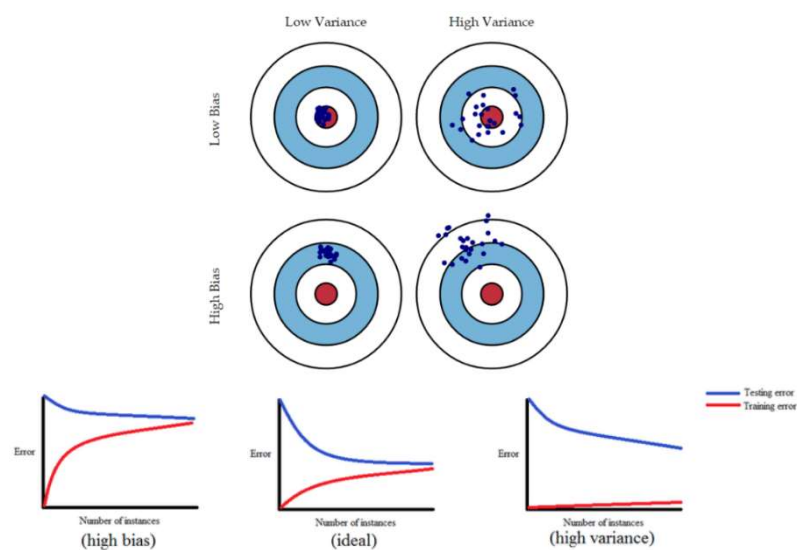 Low Variance
High Variance
Low Bias
High Bias
Testing error
Training error
Error
Error
Error
Number of instances
Number of instances
Number of instances
(high bias)
(ideal)
(high variance)